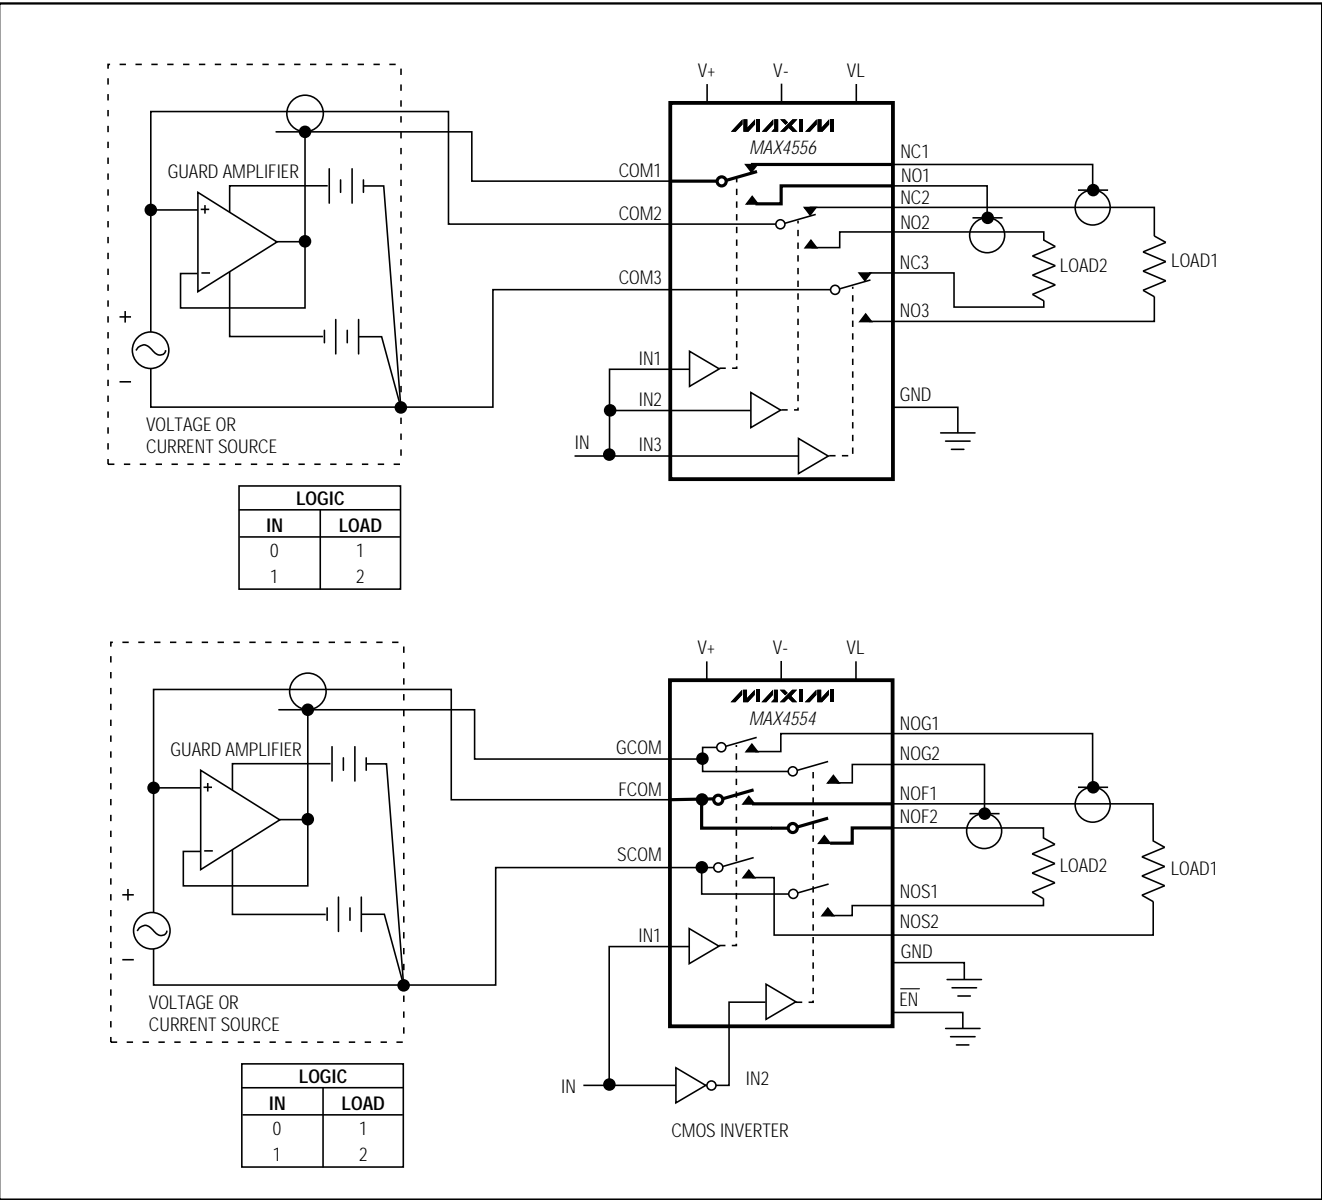 V+ V- VL
MAXIM
MAX4556
GUARD AMPLIFIER
+
−
+
−
VOLTAGE OR
CURRENT SOURCE
COM1
COM2
COM3
IN1
IN2
IN3
IN
NC1
NO1
NC2
NO2
NC3
NO3
GND
LOAD2
LOAD1
LOGIC
IN LOAD
0 1
1 2
V+ V- VL
MAXIM
MAX4554
GUARD AMPLIFIER
+
−
+
−
VOLTAGE OR
CURRENT SOURCE
GCOM
FCOM
SCOM
IN1
IN
IN2
CMOS INVERTER
NOG1
NOG2
NOF1
NOF2
NOS1
NOS2
GND
EN
LOAD2
LOAD1
LOGIC
IN LOAD
0 1
1 2